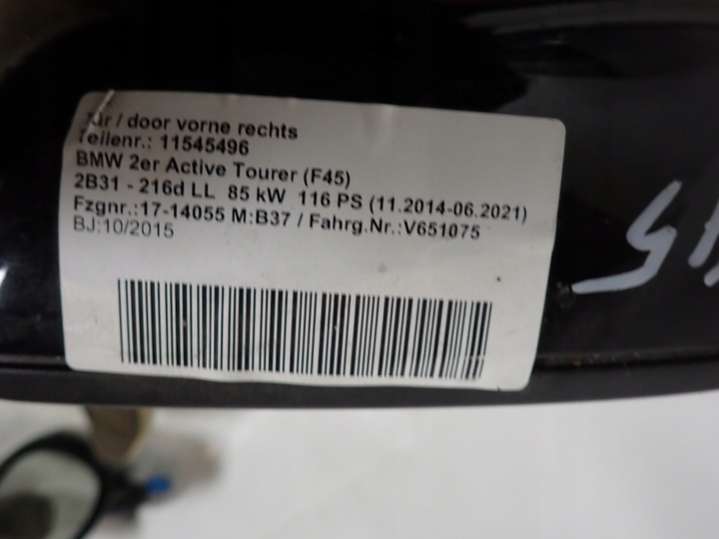 Tür / door vorne rechts
Teilenr.: 11545496
BMW 2er Active Tourer (F45)
2B31 - 216d LL 85 kW 116 PS (11.2014-06.2021)
Fzgnr.:17-14055 M:B37 / Fahrg.Nr.:V651075
BJ:10/2015